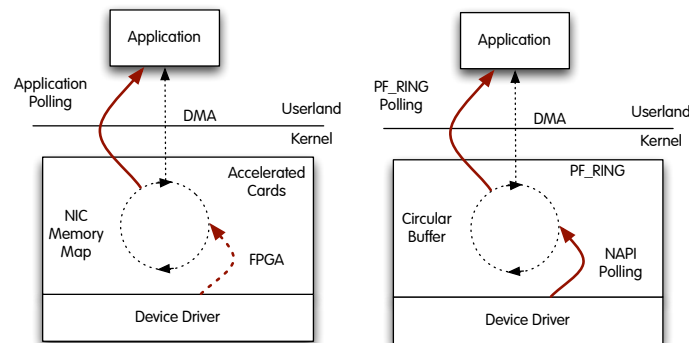 Application
Application
Polling
DMA
Userland
Kernel
Accelerated
Cards
NIC
Memory
Map
FPGA
Device Driver
Application
PF_RING
Polling
DMA
Userland
Kernel
PF_RING
Circular
Buffer
NAPI
Polling
Device Driver